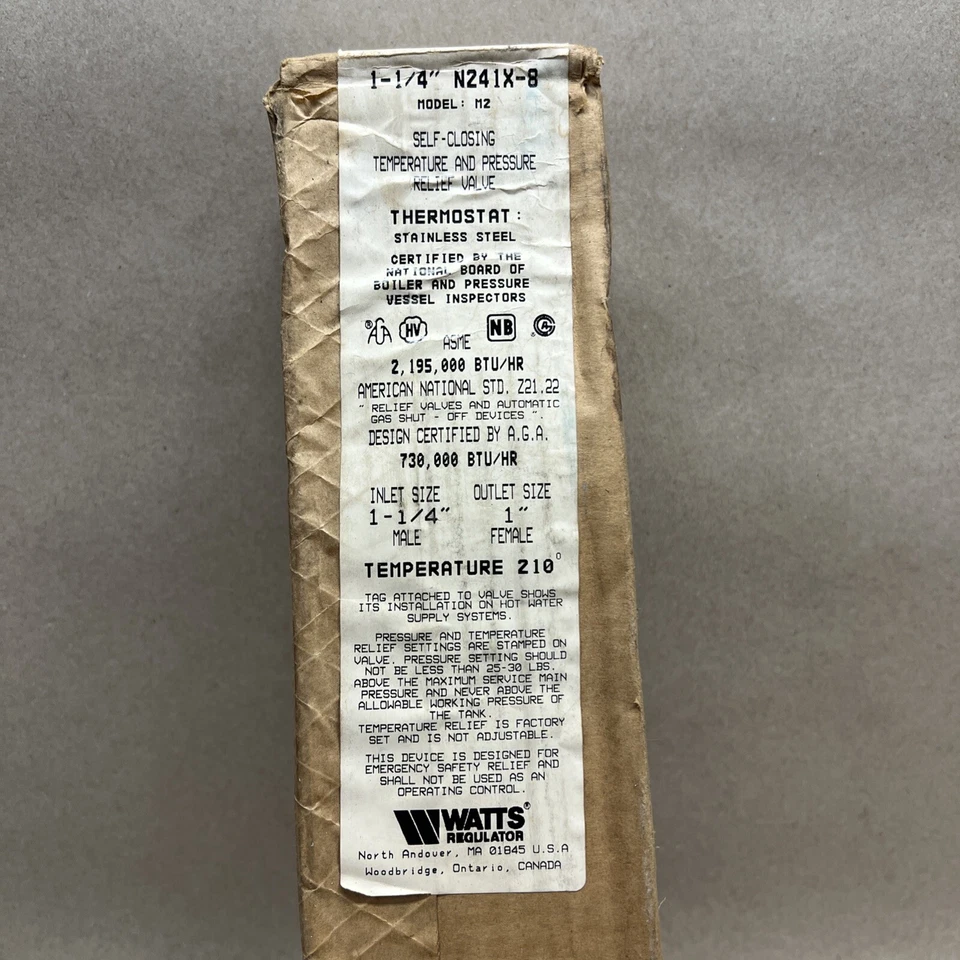 1-1/4" N241X-8
MODEL: M2
SELF-CLOSING
TEMPERATURE AND PRESSURE
RELIEF VALVE
THERMOSTAT:
STAINLESS STEEL
CERTIFIED BY THE
NATIONAL BOARD OF
BOILER AND PRESSURE
VESSEL INSPECTORS
® AGA HV ASME NB ® CGA
2,195,000 BTU/HR
AMERICAN NATIONAL STD. Z21.22
" RELIEF VALVES AND AUTOMATIC
GAS SHUT - OFF DEVICES ".
DESIGN CERTIFIED BY A.G.A.
730,000 BTU/HR
INLET SIZE OUTLET SIZE
1-1/4" 1"
MALE FEMALE
TEMPERATURE 210°
TAG ATTACHED TO VALVE SHOWS
ITS INSTALLATION ON HOT WATER
SUPPLY SYSTEMS.
PRESSURE AND TEMPERATURE
RELIEF SETTINGS ARE STAMPED ON
VALVE. PRESSURE SETTING SHOULD
NOT BE LESS THAN 25-30 LBS.
ABOVE THE MAXIMUM SERVICE MAIN
PRESSURE AND NEVER ABOVE THE
ALLOWABLE WORKING PRESSURE OF
THE TANK.
TEMPERATURE RELIEF IS FACTORY
SET AND IS NOT ADJUSTABLE.
THIS DEVICE IS DESIGNED FOR
EMERGENCY SAFETY RELIEF AND
SHALL NOT BE USED AS AN
OPERATING CONTROL.
WATTS®
REGULATOR
North Andover, MA 01845 U.S.A
Woodbridge, Ontario, CANADA